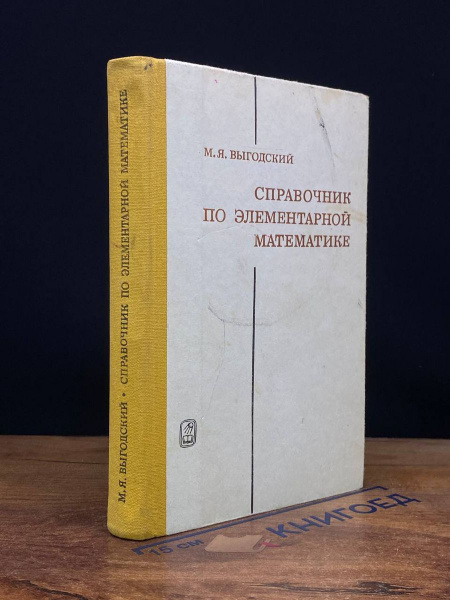 М.Я. ВЫГОДСКИЙ
СПРАВОЧНИК
ПО ЭЛЕМЕНТАРНОЙ
МАТЕМАТИКЕ
М.Я. ВЫГОДСКИЙ • СПРАВОЧНИК ПО ЭЛЕМЕНТАРНОЙ МАТЕМАТИКЕ
15 см
КНИГОЕД